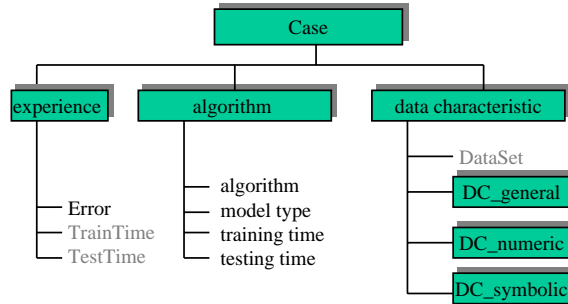 Case
experience
algorithm
data characteristic
Error
TrainTime
TestTime
algorithm
model type
training time
testing time
DataSet
DC_general
DC_numeric
DC_symbolic